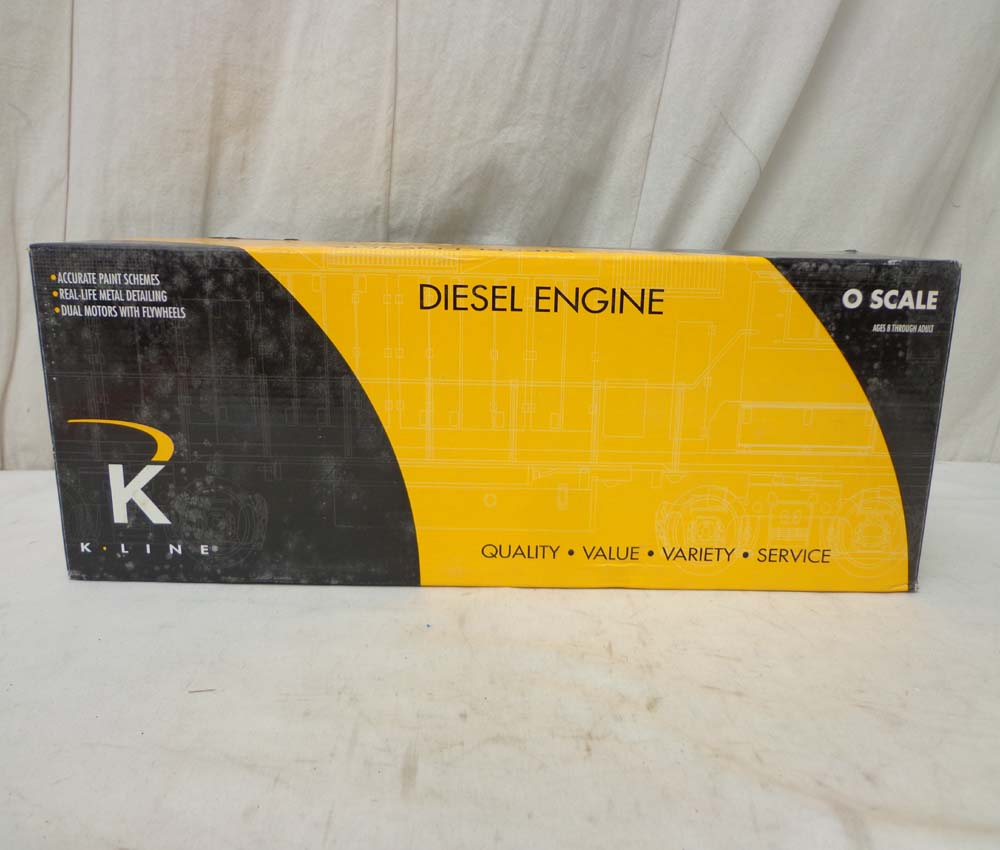 • ACCURATE PAINT SCHEMES
• REAL-LIFE METAL DETAILING
• DUAL MOTORS WITH FLYWHEELS
DIESEL ENGINE
O SCALE
AGES 8 THROUGH ADULT
K
K·LINE®
QUALITY • VALUE • VARIETY • SERVICE